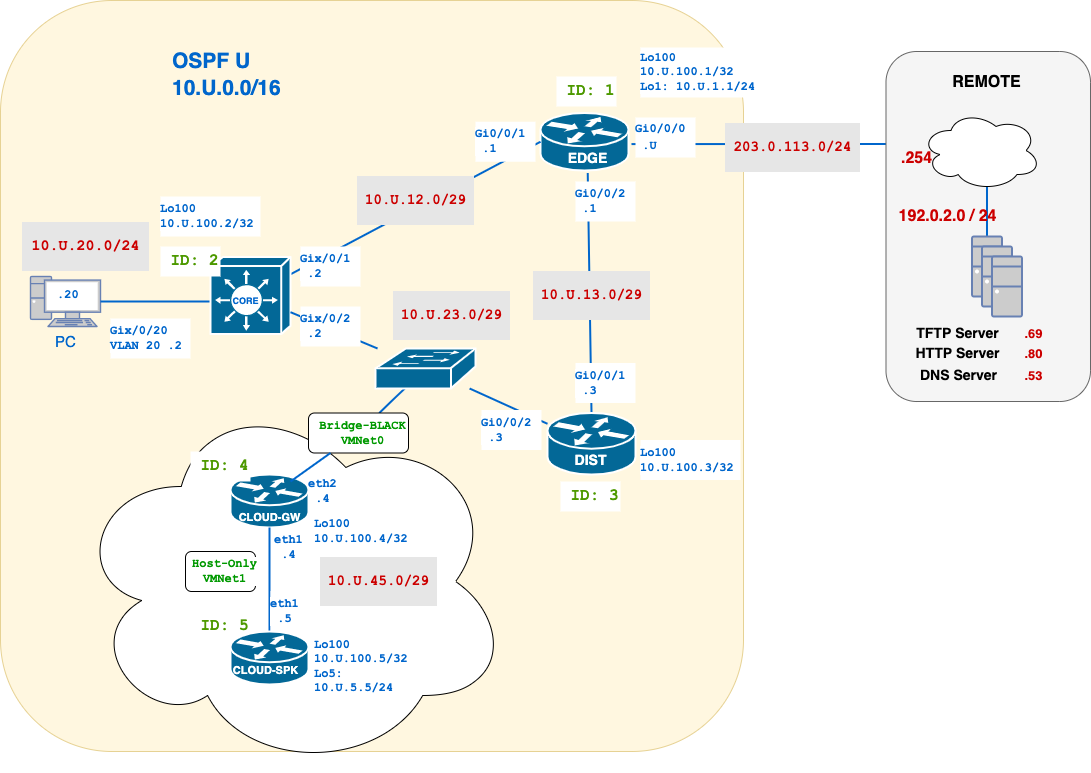 OSPF U
10.U.0.0/16
Lo100
10.U.100.1/32
Lo1: 10.U.1.1/24
ID: 1
Gi0/0/1
.1
EDGE
Gi0/0/0
.U
203.0.113.0/24
REMOTE
.254
192.0.2.0 / 24
TFTP Server .69
HTTP Server .80
DNS Server .53
10.U.12.0/29
Gi0/0/2
.1
Lo100
10.U.100.2/32
10.U.20.0/24
ID: 2
Gix/0/1
.2
CORE
.20
PC
Gix/0/20
VLAN 20 .2
Gix/0/2
.2
10.U.23.0/29
10.U.13.0/29
Gi0/0/1
.3
Gi0/0/2
.3
DIST
Lo100
10.U.100.3/32
ID: 3
Bridge-BLACK
VMNet0
ID: 4
eth2
.4
CLOUD-GW
Lo100
10.U.100.4/32
eth1
.4
Host-Only
VMNet1
10.U.45.0/29
eth1
.5
ID: 5
CLOUD-SPK
Lo100
10.U.100.5/32
Lo5:
10.U.5.5/24